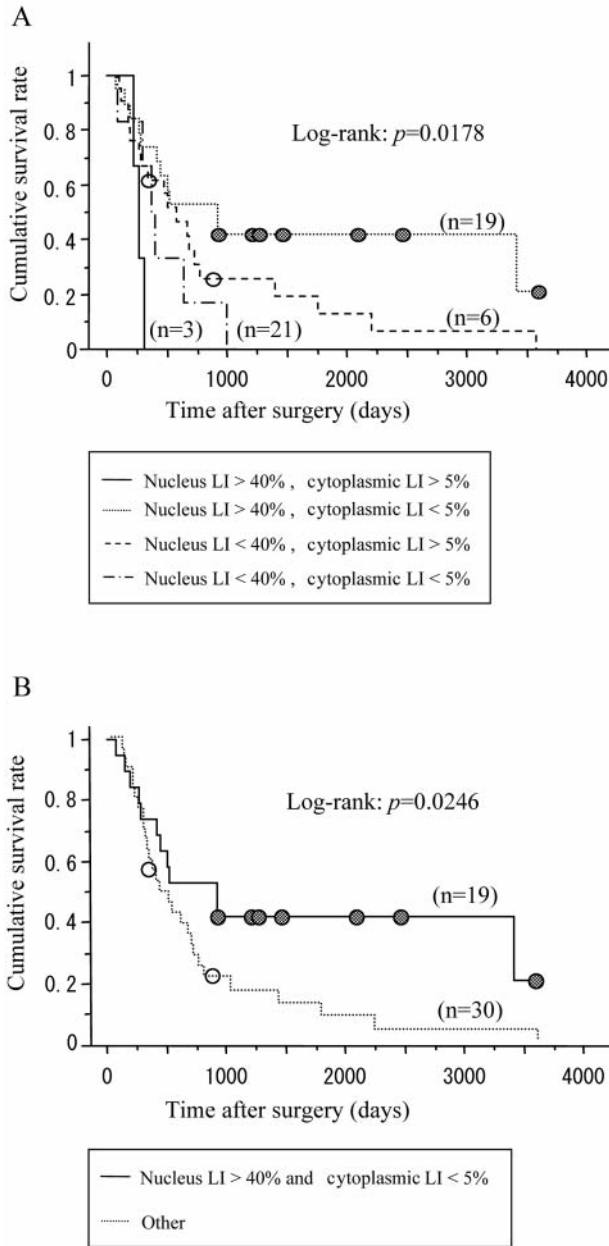 A
Cumulative survival rate
1
0.8
0.6
0.4
0.2
0
Log-rank: p=0.0178
(n=19)
(n=3)
(n=21)
(n=6)
0
1000
2000
3000
4000
Time after surgery (days)
Nucleus LI > 40% , cytoplasmic LI > 5%
Nucleus LI > 40% , cytoplasmic LI < 5%
Nucleus LI < 40% , cytoplasmic LI > 5%
Nucleus LI < 40% , cytoplasmic LI < 5%
B
Cumulative survival rate
1
0.8
0.6
0.4
0.2
0
Log-rank: p=0.0246
(n=19)
(n=30)
0
1000
2000
3000
4000
Time after surgery (days)
Nucleus LI > 40% and cytoplasmic LI < 5%
Other